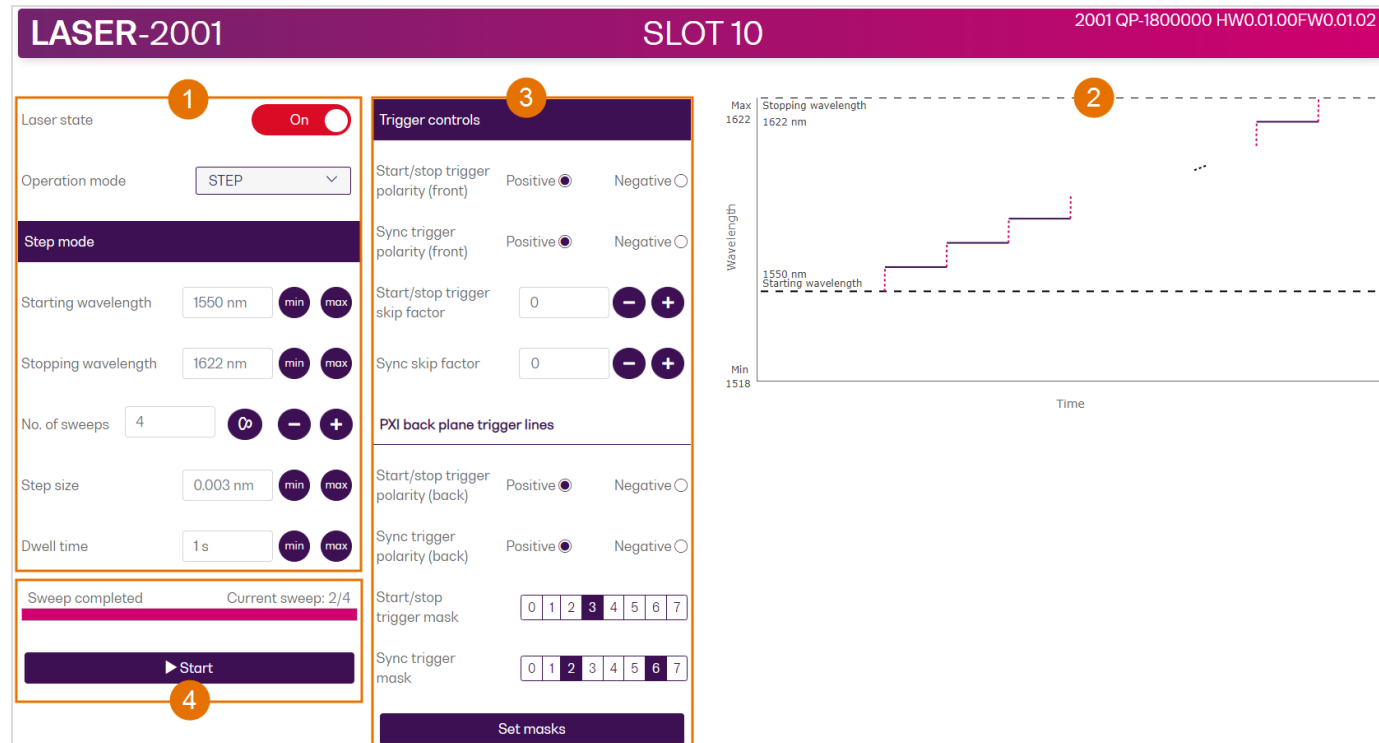 LASER-2001
SLOT 10
2001 QP-1800000 HW0.01.00FW0.01.02
1
Laser state
On
Operation mode
STEP
Step mode
Starting wavelength 1550 nm min max
Stopping wavelength 1622 nm min max
No. of sweeps 4 ∞ − +
Step size 0.003 nm min max
Dwell time 1 s min max
Sweep completed Current sweep: 2/4
Start
4
3
Trigger controls
Start/stop trigger
polarity (front)
Positive Negative
Sync trigger
polarity (front)
Positive Negative
Start/stop trigger
skip factor
0 − +
Sync skip factor 0 − +
PXI back plane trigger lines
Start/stop trigger
polarity (back)
Positive Negative
Sync trigger
polarity (back)
Positive Negative
Start/stop
trigger mask
0 1 2 3 4 5 6 7
Sync trigger
mask
0 1 2 3 4 5 6 7
Set masks
2
Max
1622
Stopping wavelength
1622 nm
Wavelength
1550 nm
Starting wavelength
Min
1518
Time